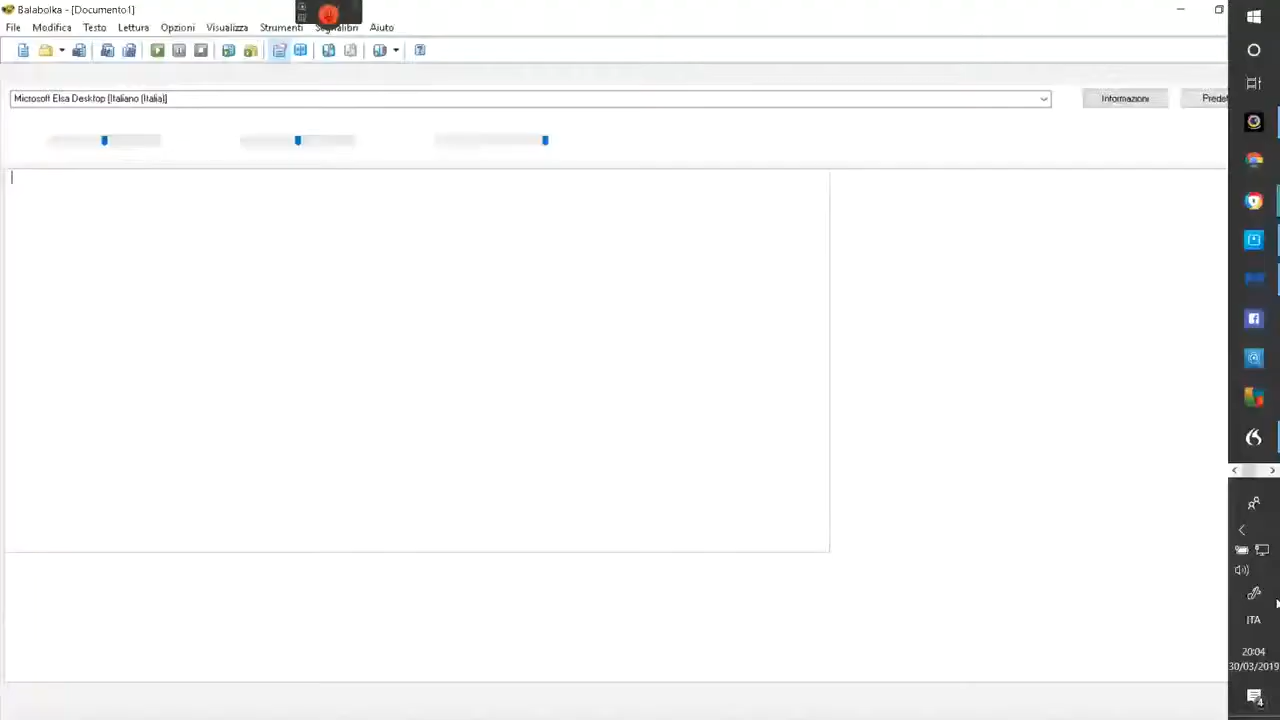 Balabolka - [Documento1]
File Modifica Testo Lettura Opzioni Visualizza Strumenti Segnalibri Aiuto
Microsoft Elsa Desktop (Italiano (Italia))
Informazioni
ITA
20:04
30/03/2019
4